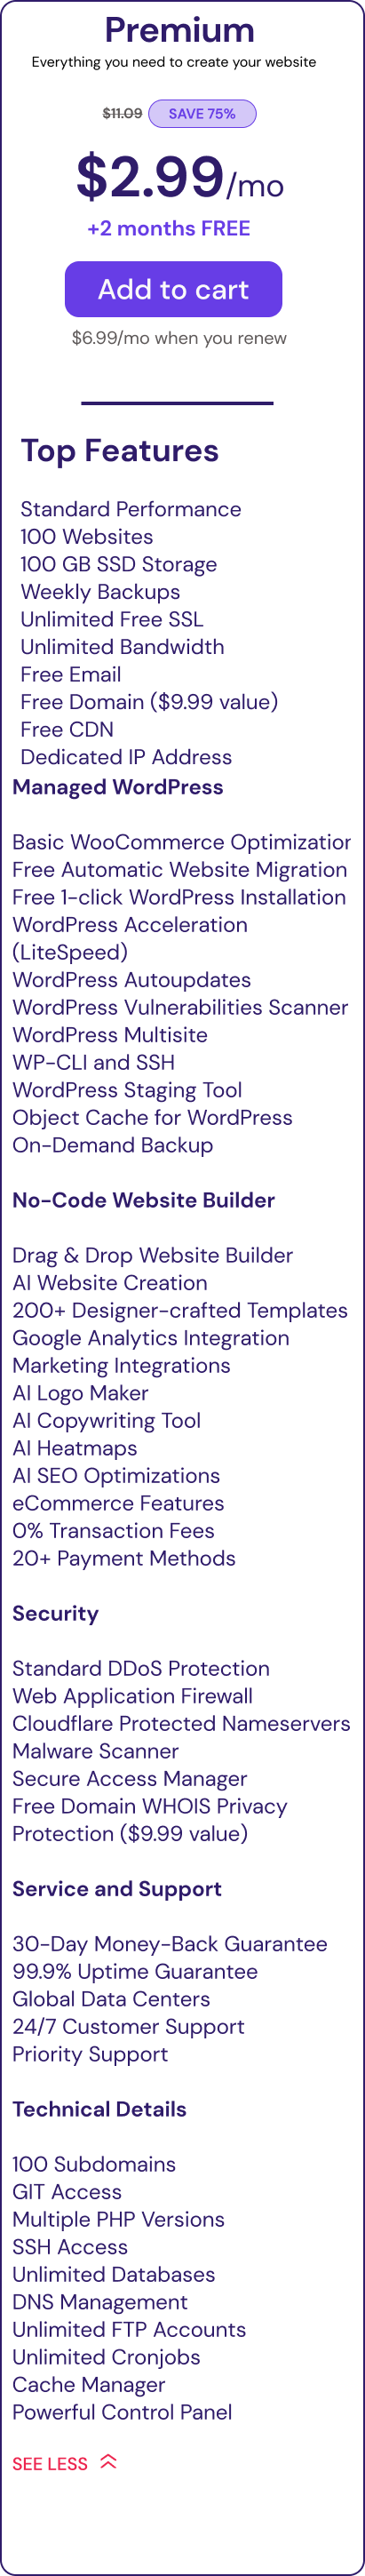 Premium
Everything you need to create your website
$11.09 SAVE 75%
$2.99/mo
+2 months FREE
Add to cart
$6.99/mo when you renew
Top Features
Standard Performance
100 Websites
100 GB SSD Storage
Weekly Backups
Unlimited Free SSL
Unlimited Bandwidth
Free Email
Free Domain ($9.99 value)
Free CDN
Dedicated IP Address
Managed WordPress
Basic WooCommerce Optimization
Free Automatic Website Migration
Free 1-click WordPress Installation
WordPress Acceleration
(LiteSpeed)
WordPress Autoupdates
WordPress Vulnerabilities Scanner
WordPress Multisite
WP-CLI and SSH
WordPress Staging Tool
Object Cache for WordPress
On-Demand Backup
No-Code Website Builder
Drag & Drop Website Builder
AI Website Creation
200+ Designer-crafted Templates
Google Analytics Integration
Marketing Integrations
AI Logo Maker
AI Copywriting Tool
AI Heatmaps
AI SEO Optimizations
eCommerce Features
0% Transaction Fees
20+ Payment Methods
Security
Standard DDoS Protection
Web Application Firewall
Cloudflare Protected Nameservers
Malware Scanner
Secure Access Manager
Free Domain WHOIS Privacy
Protection ($9.99 value)
Service and Support
30-Day Money-Back Guarantee
99.9% Uptime Guarantee
Global Data Centers
24/7 Customer Support
Priority Support
Technical Details
100 Subdomains
GIT Access
Multiple PHP Versions
SSH Access
Unlimited Databases
DNS Management
Unlimited FTP Accounts
Unlimited Cronjobs
Cache Manager
Powerful Control Panel
SEE LESS